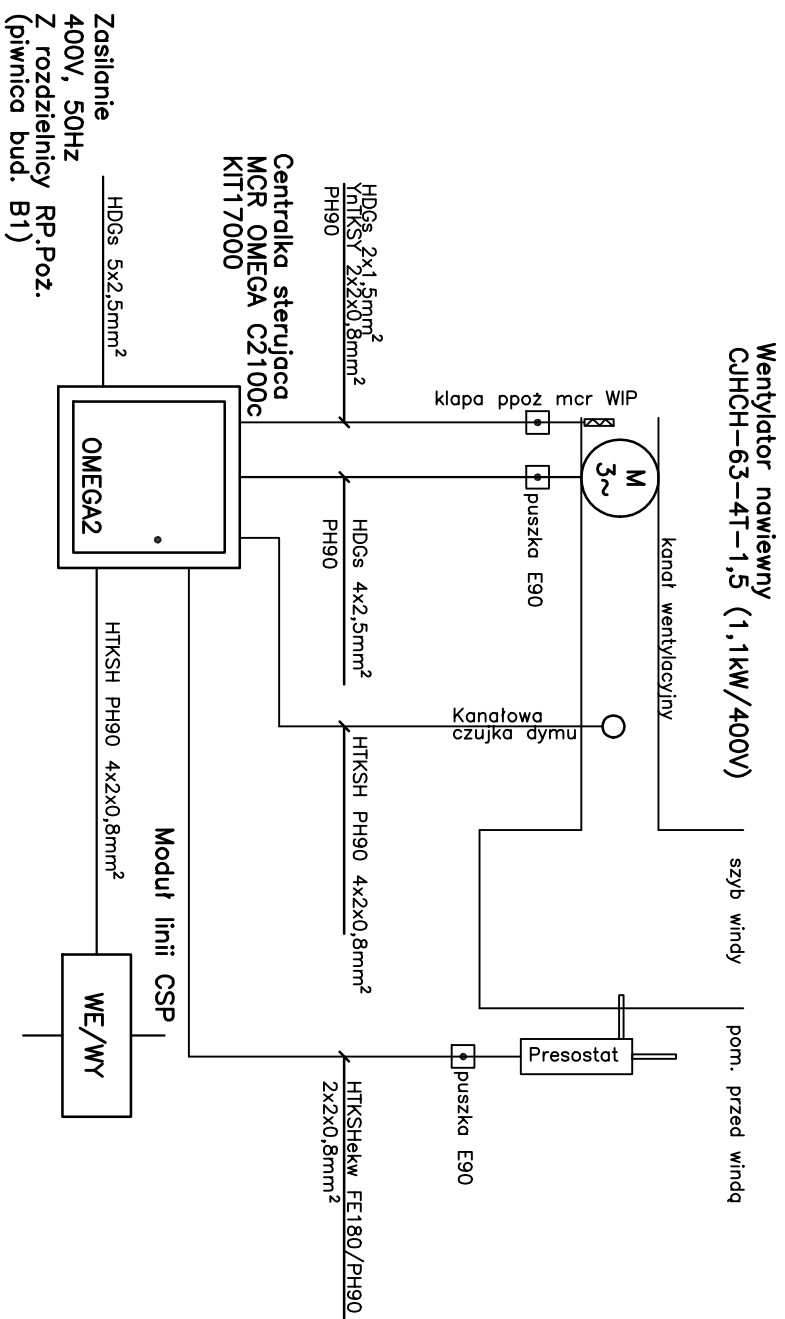 Wentylator nawiewny
CJHCH-63-4T-1,5 (1,1kW/400V)
kanał wentylacyjny
szyb windy
pom. przed windą
klapa ppoż mcr WIP
M
3~
puszka E90
Kanałowa
czujka dymu
Presostat
puszka E90
HDGs 2x1,5mm²
YnTKSY 2x2x0,8mm²
PH90
HDGs 4x2,5mm²
PH90
HTKSH PH90 4x2x0,8mm²
HTKSHekw FE180/PH90
2x2x0,8mm²
Centralka sterujaca
MCR OMEGA C2100c
KIT17000
OMEGA2
Moduł linii CSP
HDGs 5x2,5mm²
HTKSH PH90 4x2x0,8mm²
WE/WY
Zasilanie
400V, 50Hz
Z rozdzielnicy RP.Poż.
(piwnica bud. B1)